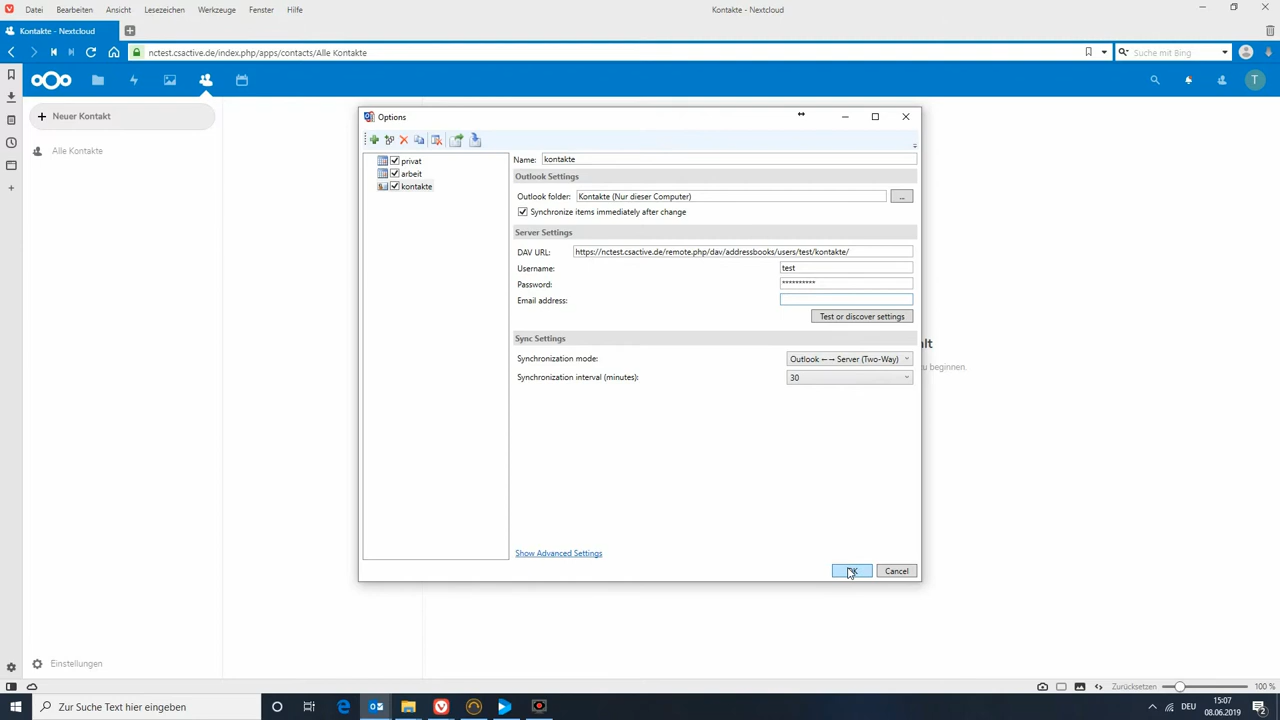 Datei Bearbeiten Ansicht Lesezeichen Werkzeuge Fenster Hilfe Kontakte - Nextcloud
Kontakte - Nextcloud
nctest.csactive.de/index.php/apps/contacts/Alle Kontakte Suche mit Bing
T
Neuer Kontakt
Alle Kontakte
Options
privat
arbeit
kontakte
Name: kontakte
Outlook Settings
Outlook folder: Kontakte (Nur dieser Computer) ...
Synchronize items immediately after change
Server Settings
DAV URL: https://nctest.csactive.de/remote.php/dav/addressbooks/users/test/kontakte/
Username: test
Password: **********
Email address:
Test or discover settings
Sync Settings
Synchronization mode: Outlook ←→ Server (Two-Way)
Synchronization interval (minutes): 30
Show Advanced Settings
Cancel
lt
u beginnen.
Einstellungen
Zurücksetzen 100 %
Zur Suche Text hier eingeben
DEU
15:07
08.06.2019
2